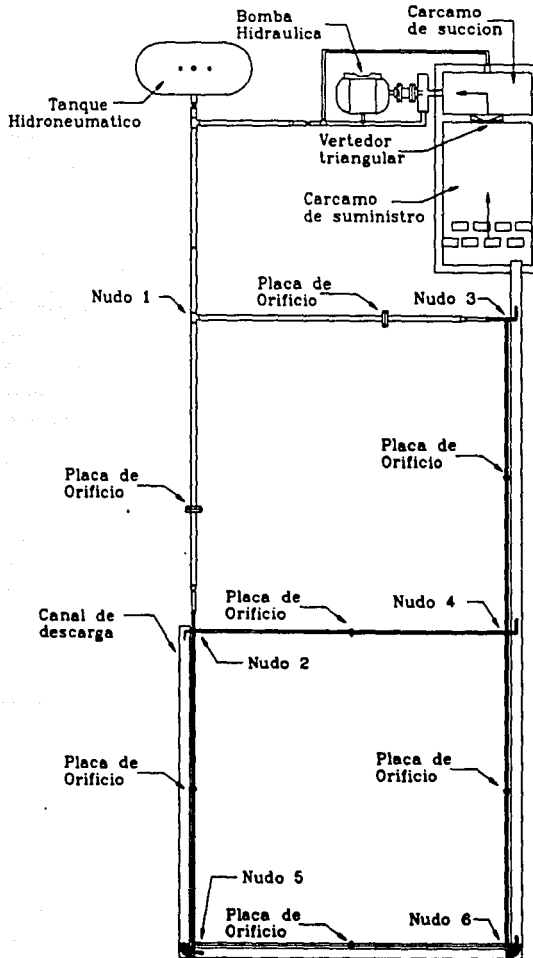 Bomba
Hidraulica
Carcamo
de succion
Tanque
Hidroneumatico
Vertedor
triangular
Carcamo
de suministro
Placa de
Orificio
Nudo 1
Nudo 3
Placa de
Orificio
Placa de
Orificio
Placa de
Orificio
Nudo 4
Canal de
descarga
Nudo 2
Placa de
Orificio
Placa de
Orificio
Nudo 5
Placa de
Orificio
Nudo 6